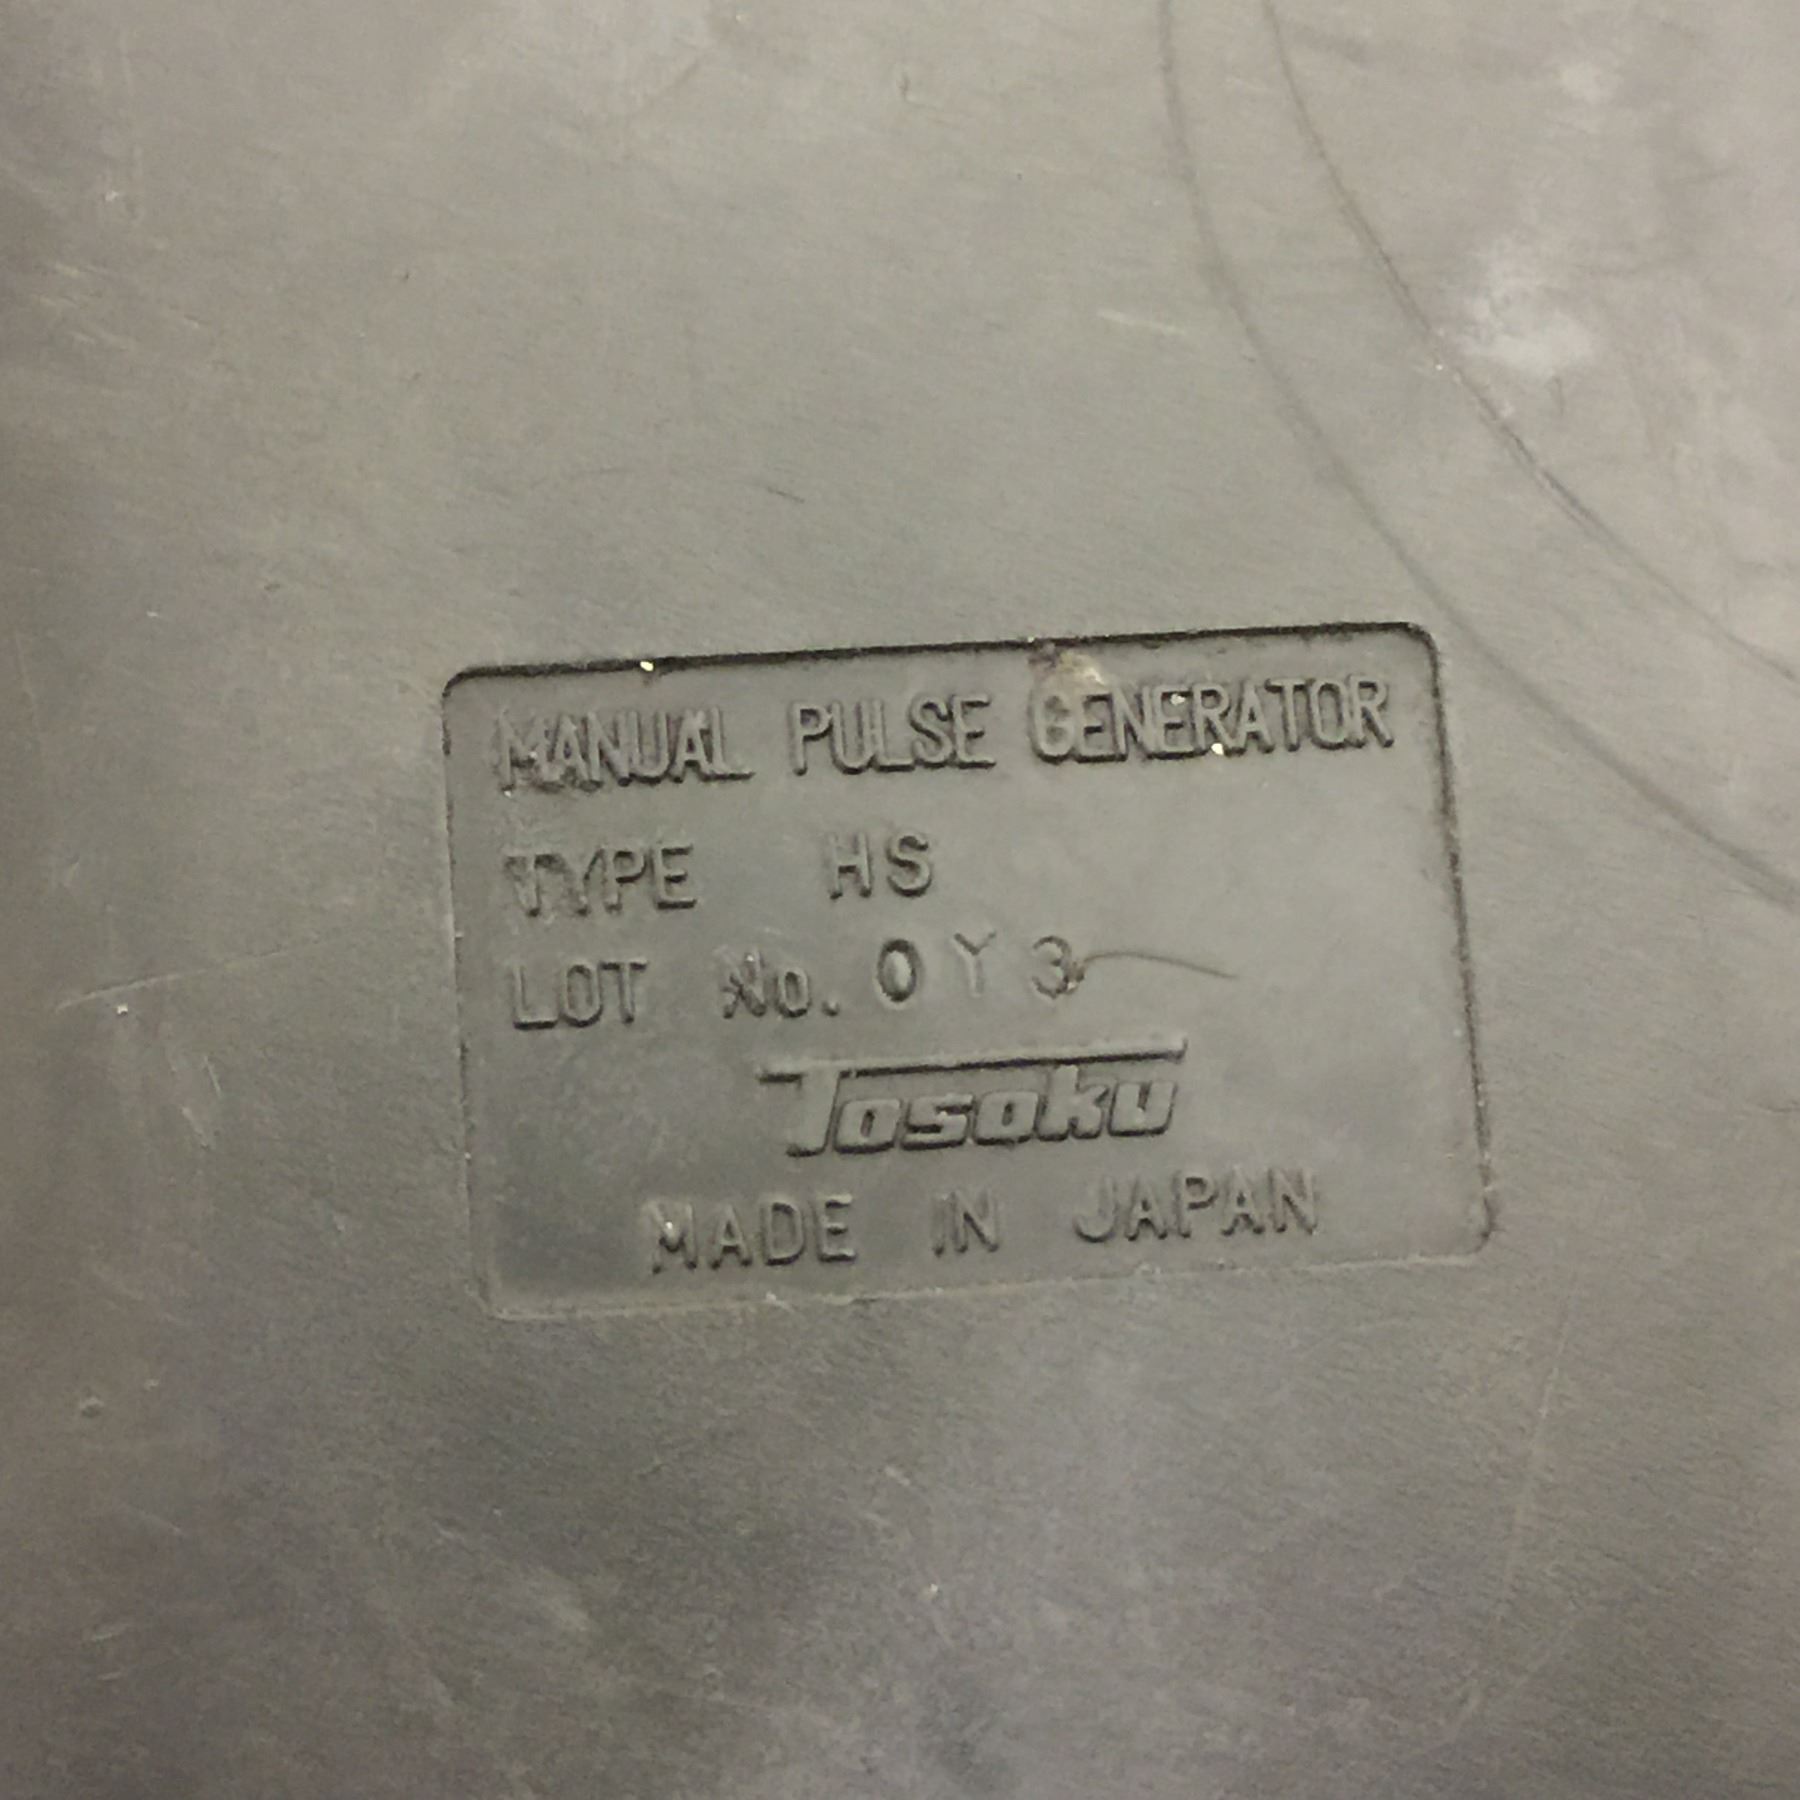 MANUAL PULSE GENERATOR
TYPE HS
LOT No. 0Y3
Tosoku
MADE IN JAPAN